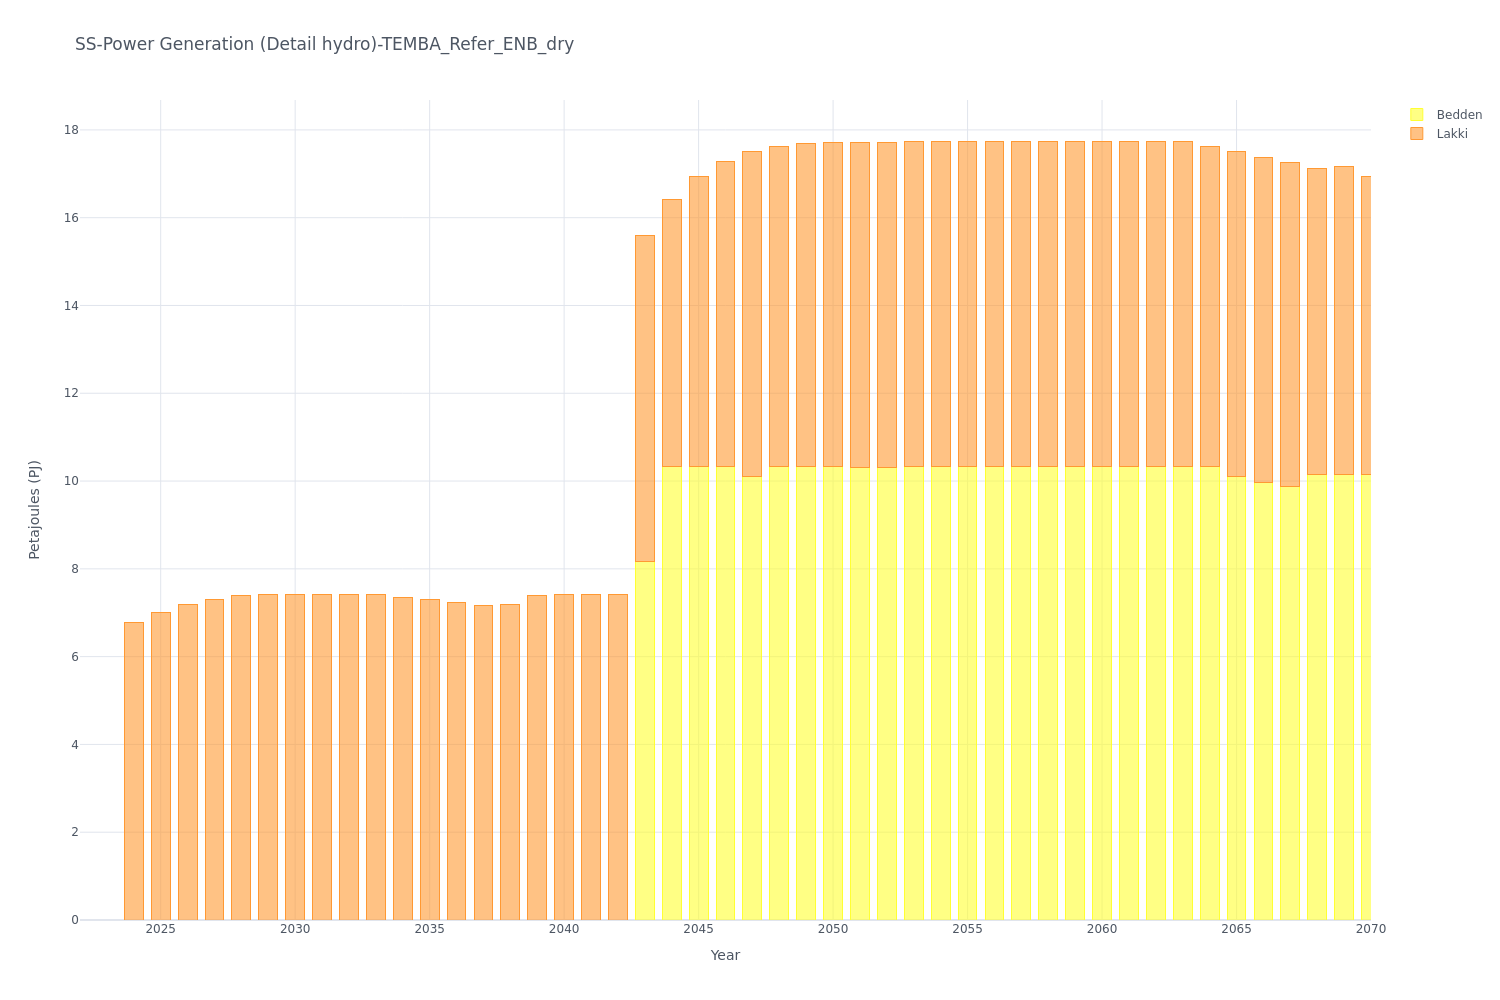 SS-Power Generation (Detail hydro)-TEMBA_Refer_ENB_dry
Bedden
Lakki
18
16
14
12
10
8
6
4
2
0
Petajoules (PJ)
2025 2030 2035 2040 2045 2050 2055 2060 2065 2070
Year